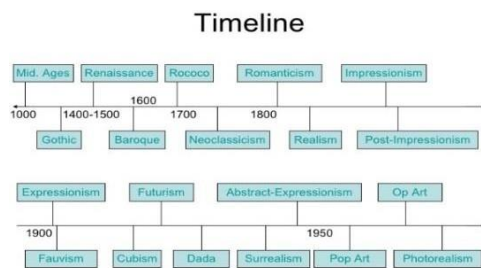 Timeline
Mid. Ages Renaissance Rococo Romanticism Impressionism
1600
1000 1400-1500 1700 1800
Gothic Baroque Neoclassicism Realism Post-Impressionism
Expressionism Futurism Abstract-Expressionism Op Art
1900 1950
Fauvism Cubism Dada Surrealism Pop Art Photorealism